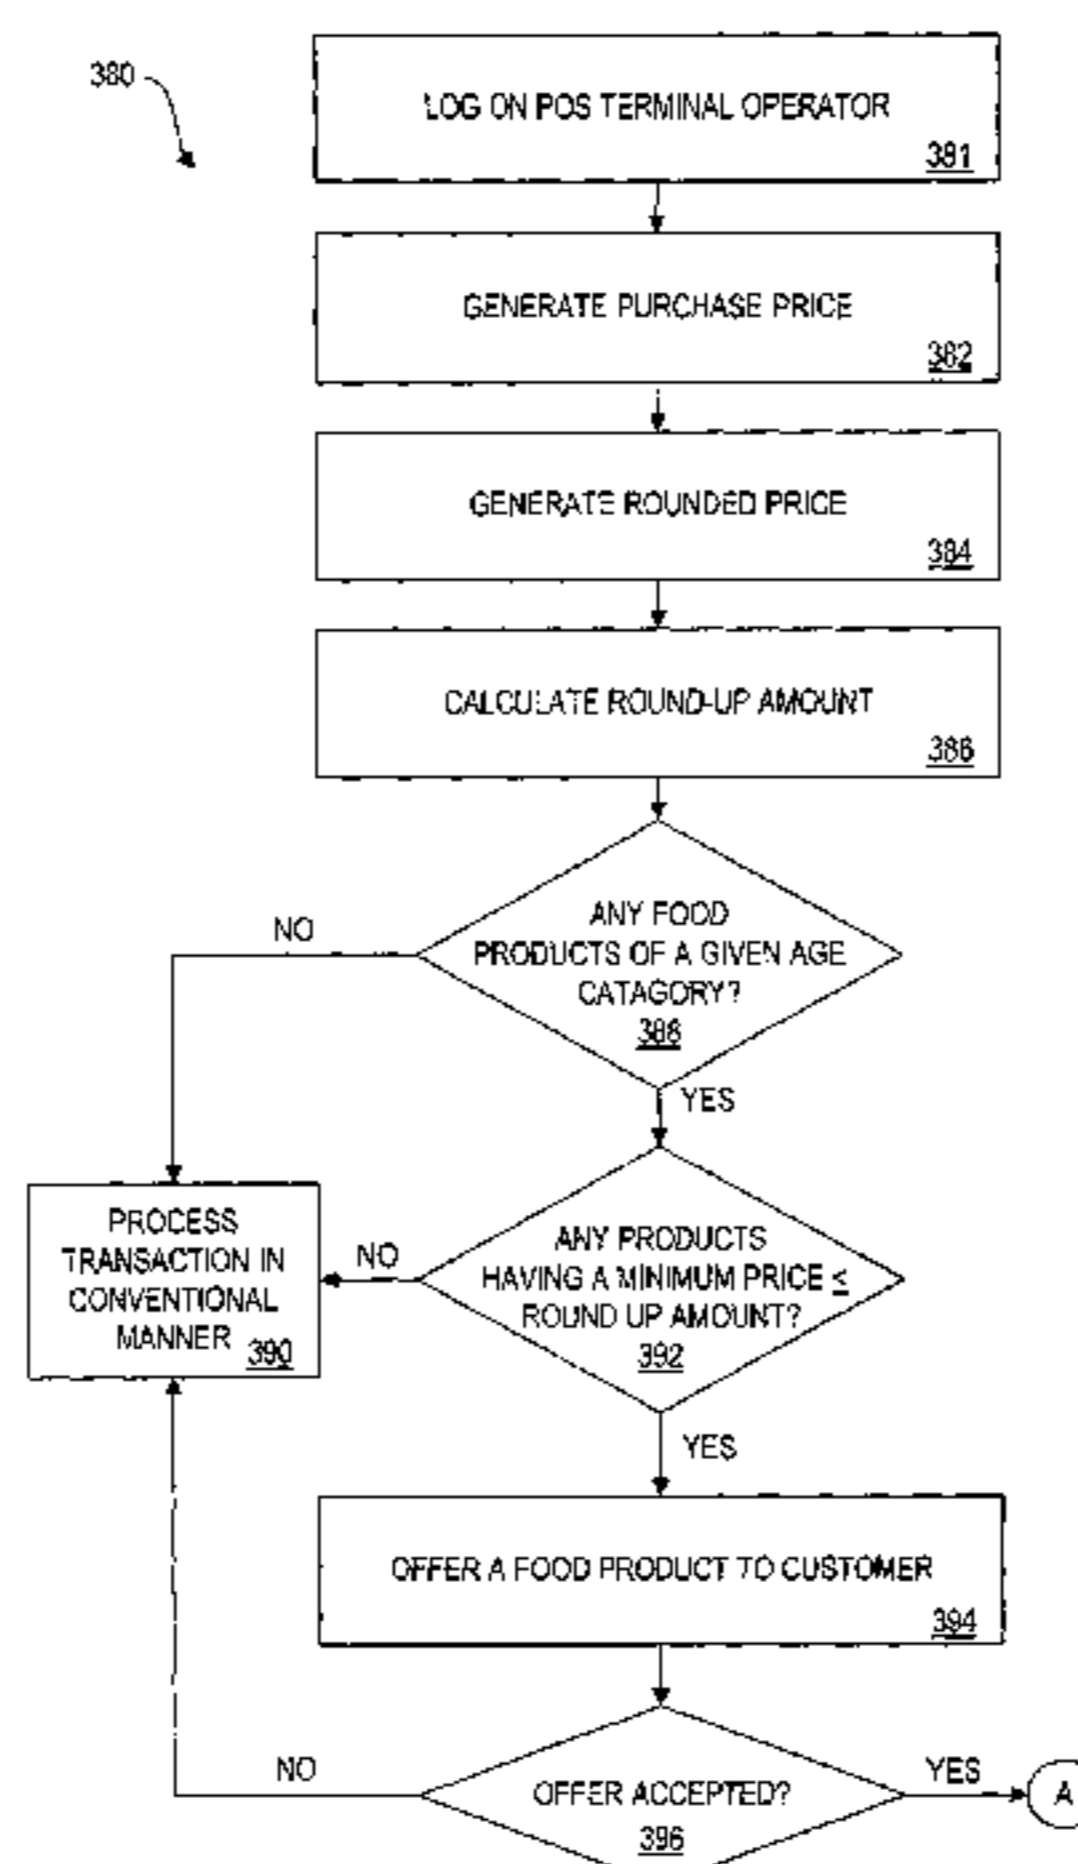 380
LOG ON POS TERMINAL OPERATOR
381
GENERATE PURCHASE PRICE
382
GENERATE ROUNDED PRICE
384
CALCULATE ROUND-UP AMOUNT
386
ANY FOOD
PRODUCTS OF A GIVEN AGE
CATAGORY?
388
NO
YES
PROCESS
TRANSACTION IN
CONVENTIONAL
MANNER
390
NO
ANY PRODUCTS
HAVING A MINIMUM PRICE ≤
ROUND UP AMOUNT?
392
YES
OFFER A FOOD PRODUCT TO CUSTOMER
394
NO
OFFER ACCEPTED?
396
YES
A